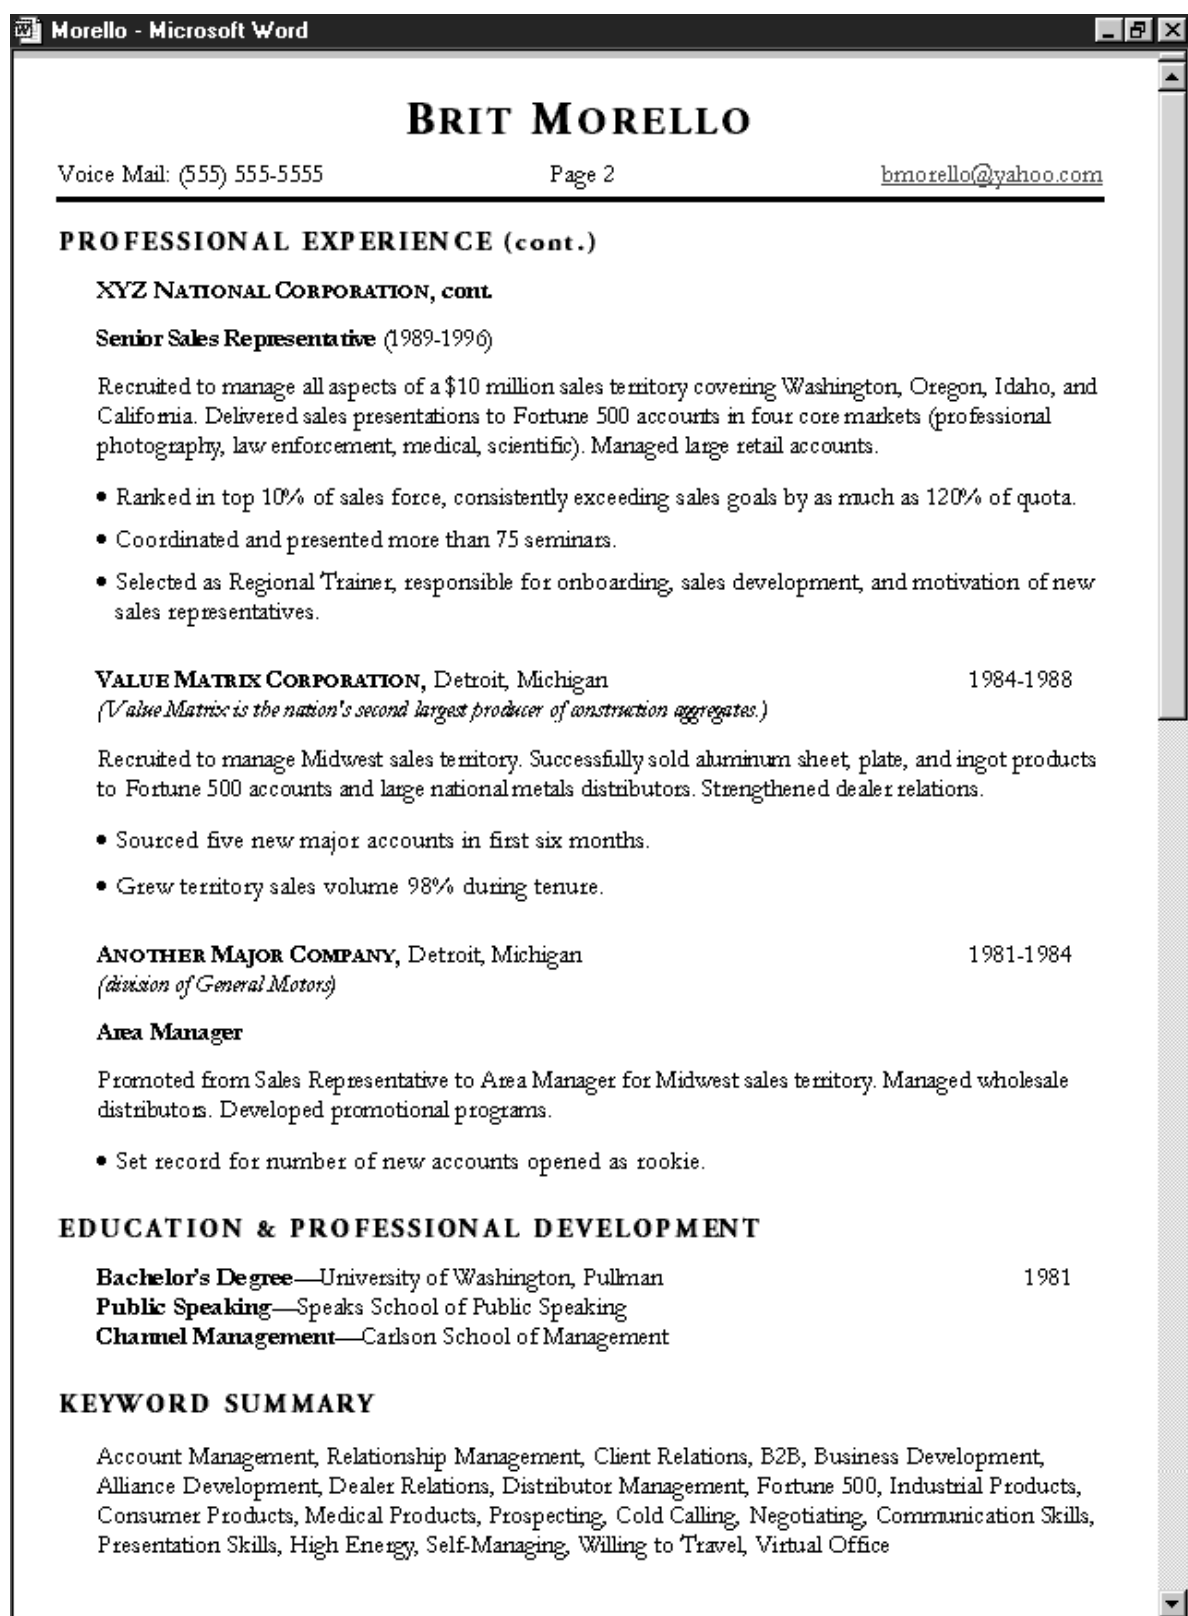 Morello - Microsoft Word
BRIT MORELLO
Voice Mail: (555) 555-5555 Page 2 bmorello@yahoo.com
PROFESSIONAL EXPERIENCE (cont.)
XYZ NATIONAL CORPORATION, cont.
Senior Sales Representative (1989-1996)
Recruited to manage all aspects of a $10 million sales territory covering Washington, Oregon, Idaho, and
California. Delivered sales presentations to Fortune 500 accounts in four core markets (professional
photography, law enforcement, medical, scientific). Managed large retail accounts.
• Ranked in top 10% of sales force, consistently exceeding sales goals by as much as 120% of quota.
• Coordinated and presented more than 75 seminars.
• Selected as Regional Trainer, responsible for onboarding, sales development, and motivation of new
sales representatives.
VALUE MATRIX CORPORATION, Detroit, Michigan 1984-1988
(Value Matrix is the nation's second largest producer of construction aggregates.)
Recruited to manage Midwest sales territory. Successfully sold aluminum sheet, plate, and ingot products
to Fortune 500 accounts and large national metals distributors. Strengthened dealer relations.
• Sourced five new major accounts in first six months.
• Grew territory sales volume 98% during tenure.
ANOTHER MAJOR COMPANY, Detroit, Michigan 1981-1984
(division of General Motors)
Area Manager
Promoted from Sales Representative to Area Manager for Midwest sales territory. Managed wholesale
distributors. Developed promotional programs.
• Set record for number of new accounts opened as rookie.
EDUCATION & PROFESSIONAL DEVELOPMENT
Bachelor's Degree—University of Washington, Pullman 1981
Public Speaking—Speaks School of Public Speaking
Channel Management—Carlson School of Management
KEYWORD SUMMARY
Account Management, Relationship Management, Client Relations, B2B, Business Development,
Alliance Development, Dealer Relations, Distributor Management, Fortune 500, Industrial Products,
Consumer Products, Medical Products, Prospecting, Cold Calling, Negotiating, Communication Skills,
Presentation Skills, High Energy, Self-Managing, Willing to Travel, Virtual Office